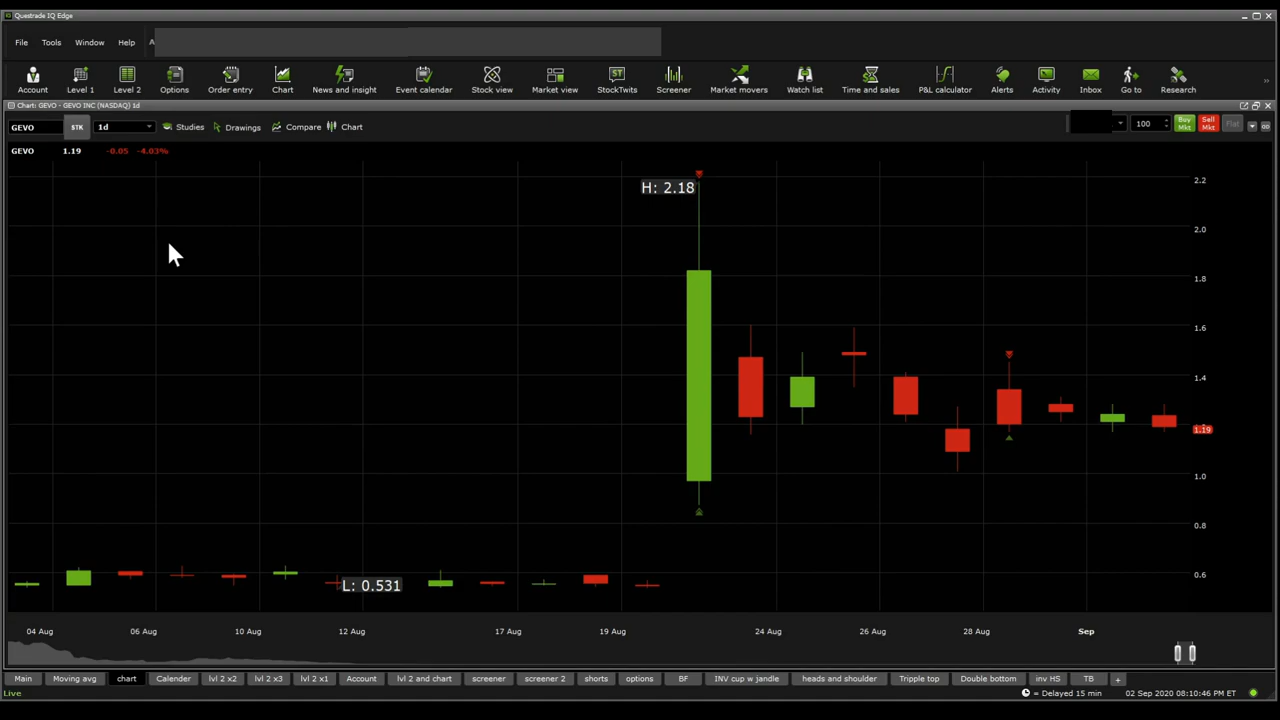 Questrade IQ Edge
File Tools Window Help A
Account Level 1 Level 2 Options Order entry Chart News and insight Event calendar Stock view Market view StockTwits Screener Market movers Watch list Time and sales P&L calculator Alerts Activity Inbox Go to Research
Chart: GEVO - GEVO INC (NASDAQ) 1d
GEVO STK 1d Studies Drawings Compare Chart 100 Buy Mkt Sell Mkt Flat
GEVO 1.19 -0.05 -4.03%
2.2
H: 2.18
2.0
1.8
1.6
1.4
1.19
1.0
0.8
0.6
L: 0.531
04 Aug 06 Aug 10 Aug 12 Aug 17 Aug 19 Aug 24 Aug 26 Aug 28 Aug Sep
Main Moving avg chart Calender lvl 2 x2 lvl 2 x3 lvl 2 x1 Account lvl 2 and chart screener screener 2 shorts options BF INV cup w jandle heads and shoulder Tripple top Double bottom inv HS TB +
Live = Delayed 15 min 02 Sep 2020 08:10:46 PM ET